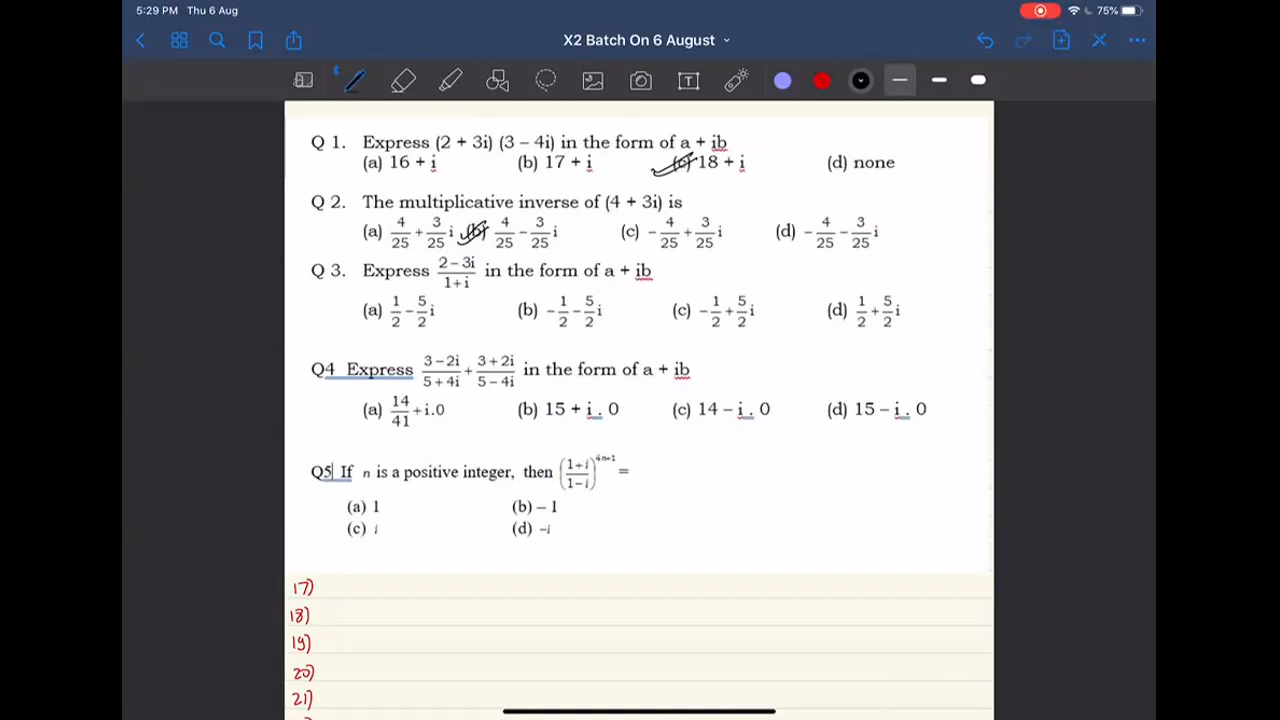 5:29 PM Thu 6 Aug
75%
X2 Batch On 6 August
Q 1. Express (2 + 3i) (3 – 4i) in the form of a + ib
(a) 16 + i (b) 17 + i (c) 18 + i (d) none
Q 2. The multiplicative inverse of (4 + 3i) is
(a) 4/25 + 3/25 i (b) 4/25 – 3/25 i (c) – 4/25 + 3/25 i (d) – 4/25 – 3/25 i
Q 3. Express 2 – 3i / 1 + i in the form of a + ib
(a) 1/2 – 5/2 i (b) – 1/2 – 5/2 i (c) – 1/2 + 5/2 i (d) 1/2 + 5/2 i
Q4 Express 3 – 2i / 5 + 4i + 3 + 2i / 5 – 4i in the form of a + ib
(a) 14/41 + i.0 (b) 15 + i . 0 (c) 14 – i . 0 (d) 15 – i . 0
Q5 If n is a positive integer, then (1+i / 1–i)^4n+1 =
(a) 1 (b) – 1
(c) i (d) –i
17)
18)
19)
20)
21)